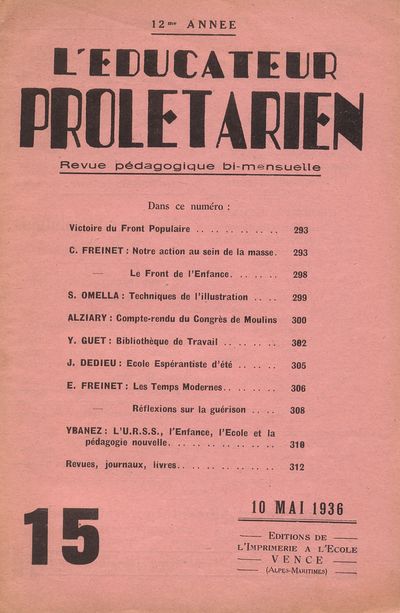 12me ANNEE
L'EDUCATEUR
PROLETARIEN
Revue pédagogique bi-mensuelle
Dans ce numéro :
Victoire du Front Populaire .. .. .. .. .. 293
C. FREINET : Notre action au sein de la masse. 293
— Le Front de l'Enfance. .. .. .. 298
S. OMELLA : Techniques de l'illustration .. .. 299
ALZIARY : Compte-rendu du Congrès de Moulins 300
Y. GUET : Bibliothèque de Travail .. .. .. .. 302
J. DEDIEU : Ecole Espérantiste d'été .. .. .. 305
E. FREINET : Les Temps Modernes.. .. .. .. 306
— Réflexions sur la guérison .. .. 308
YBANEZ : L'U.R.S.S., l'Enfance, l'Ecole et la
pédagogie nouvelle. .. .. .. .. .. .. 310
Revues, journaux, livres.. .. .. .. .. .. 312
15
10 MAI 1936
— EDITIONS DE —
L'IMPRIMERIE A L'ECOLE
— VENCE —
(ALPES-MARITIMES)